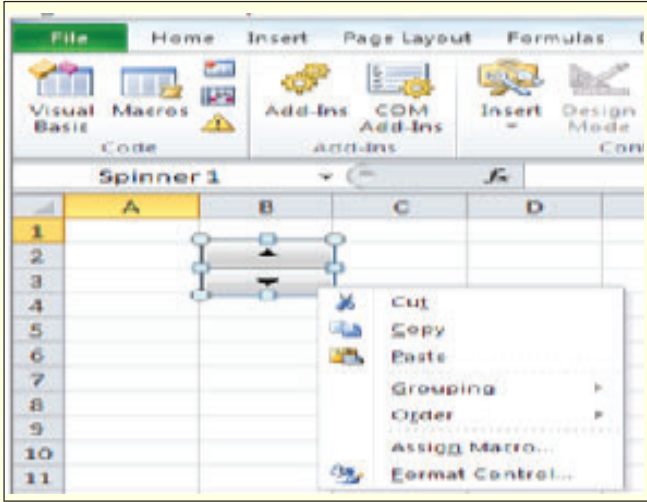 File Home Insert Page Layout Formulas
Visual Basic Macros Add-Ins COM Add-Ins Insert Design Mode
Code Add-Ins Con
Spinner 1 fx
A B C D
1
2
3
4
5
6
7
8
9
10
11
Cut
Copy
Paste
Grouping
Order
Assign Macro...
Format Control...